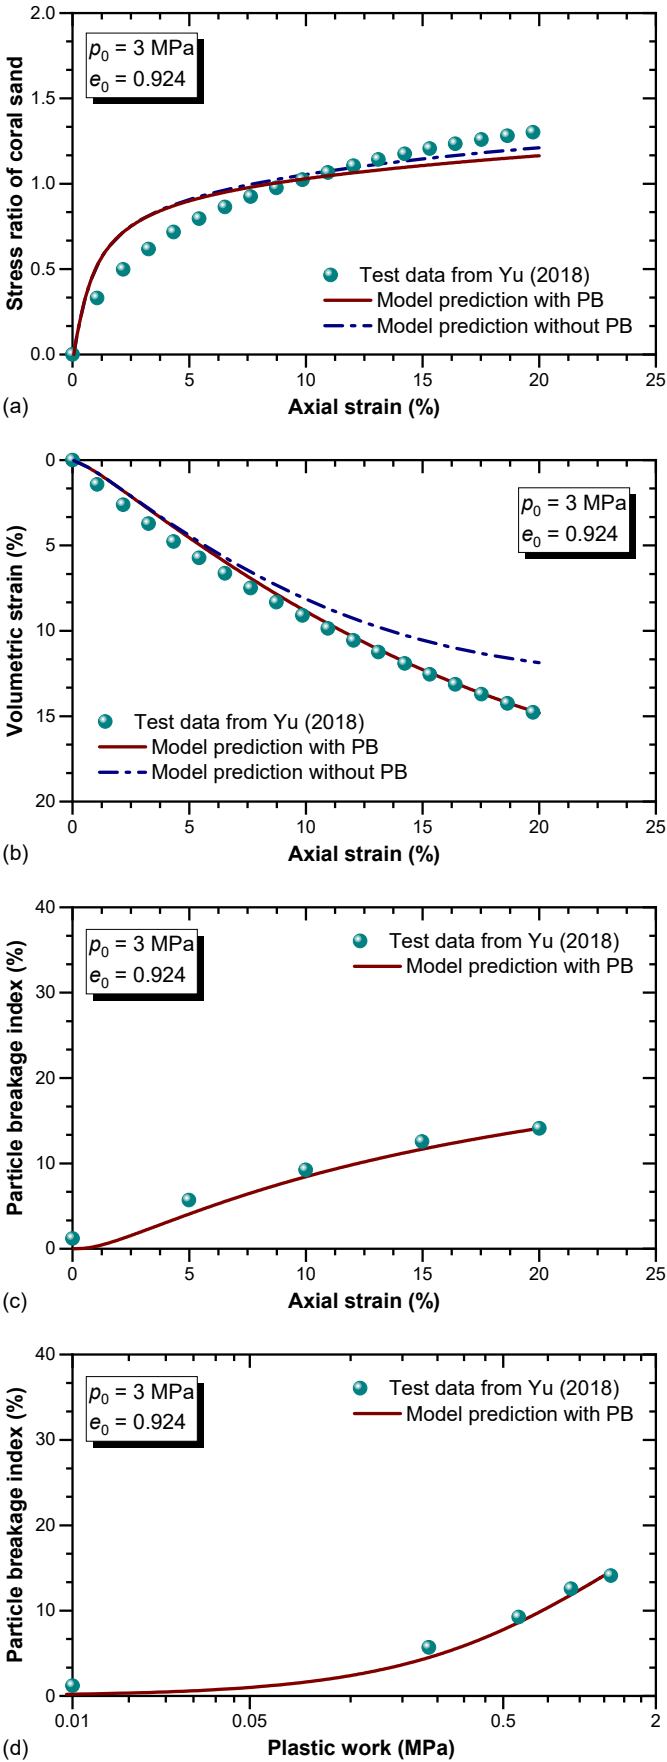 2.0
1.5
1.0
0.5
0.0
Stress ratio of coral sand
p0 = 3 MPa
e0 = 0.924
Test data from Yu (2018)
Model prediction with PB
Model prediction without PB
0 5 10 15 20 25
(a) Axial strain (%)
0
5
10
15
20
Volumetric strain (%)
p0 = 3 MPa
e0 = 0.924
Test data from Yu (2018)
Model prediction with PB
Model prediction without PB
0 5 10 15 20 25
(b) Axial strain (%)
40
30
20
10
0
Particle breakage index (%)
p0 = 3 MPa
e0 = 0.924
Test data from Yu (2018)
Model prediction with PB
0 5 10 15 20 25
(c) Axial strain (%)
40
30
20
10
0
Particle breakage index (%)
p0 = 3 MPa
e0 = 0.924
Test data from Yu (2018)
Model prediction with PB
0.01 0.05 0.5 2
(d) Plastic work (MPa)